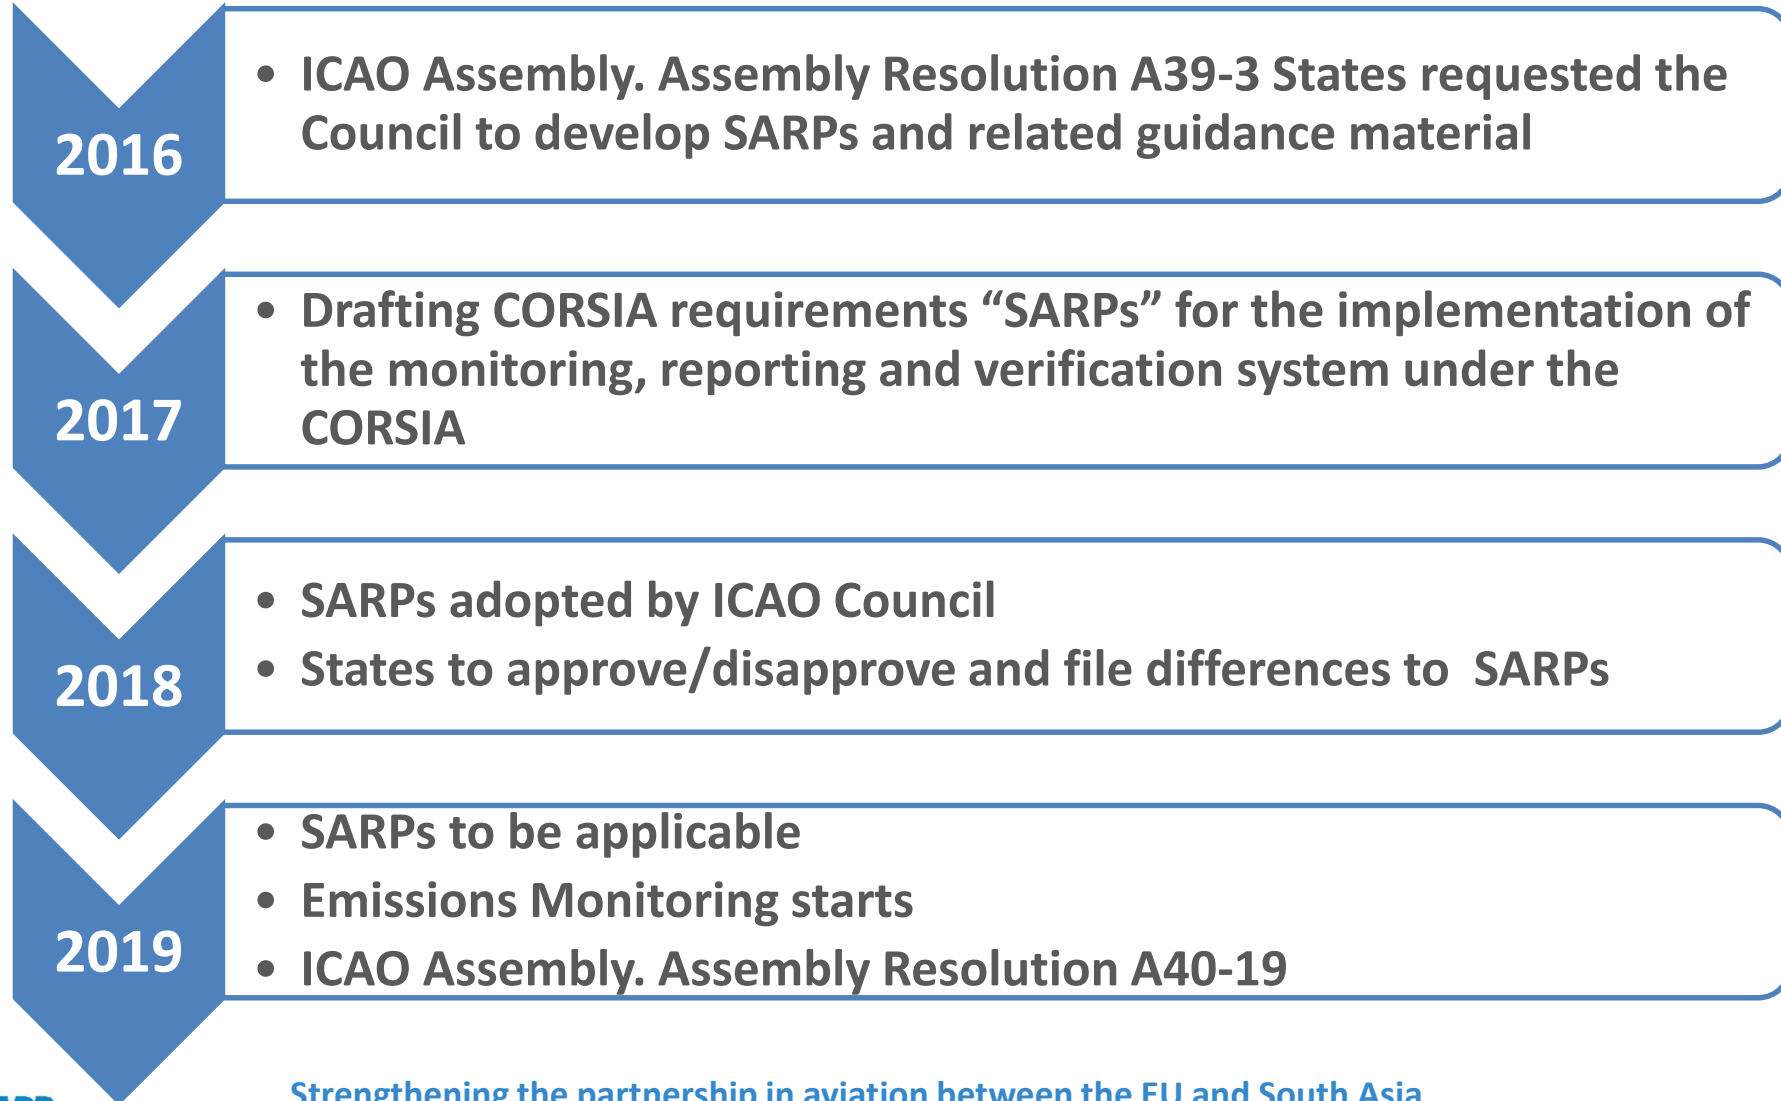 2016
• ICAO Assembly. Assembly Resolution A39-3 States requested the
Council to develop SARPs and related guidance material
2017
• Drafting CORSIA requirements “SARPs” for the implementation of
the monitoring, reporting and verification system under the
CORSIA
2018
• SARPs adopted by ICAO Council
• States to approve/disapprove and file differences to  SARPs
2019
• SARPs to be applicable
• Emissions Monitoring starts
• ICAO Assembly. Assembly Resolution A40-19
Strengthening the partnership in aviation between the EU and South Asia